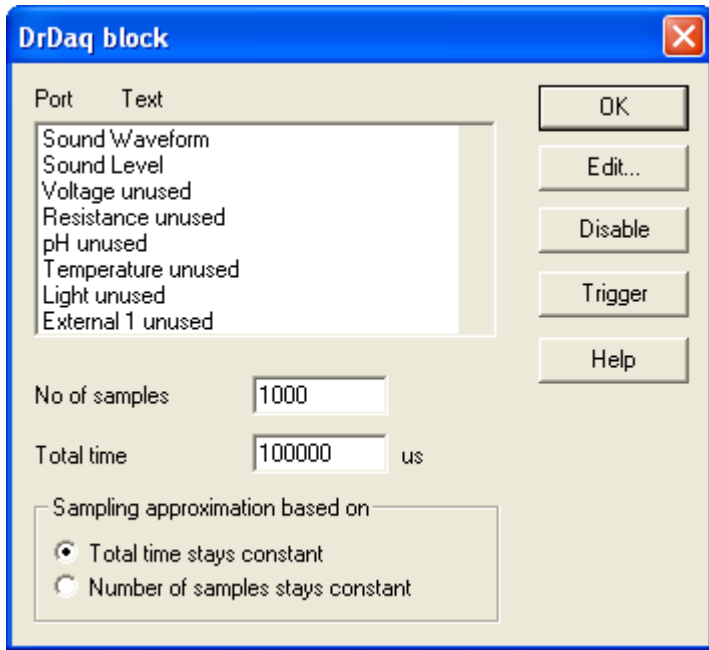 DrDaq block
Port Text
Sound Waveform
Sound Level
Voltage unused
Resistance unused
pH unused
Temperature unused
Light unused
External 1 unused
OK
Edit...
Disable
Trigger
Help
No of samples 1000
Total time 100000 us
Sampling approximation based on
Total time stays constant
Number of samples stays constant